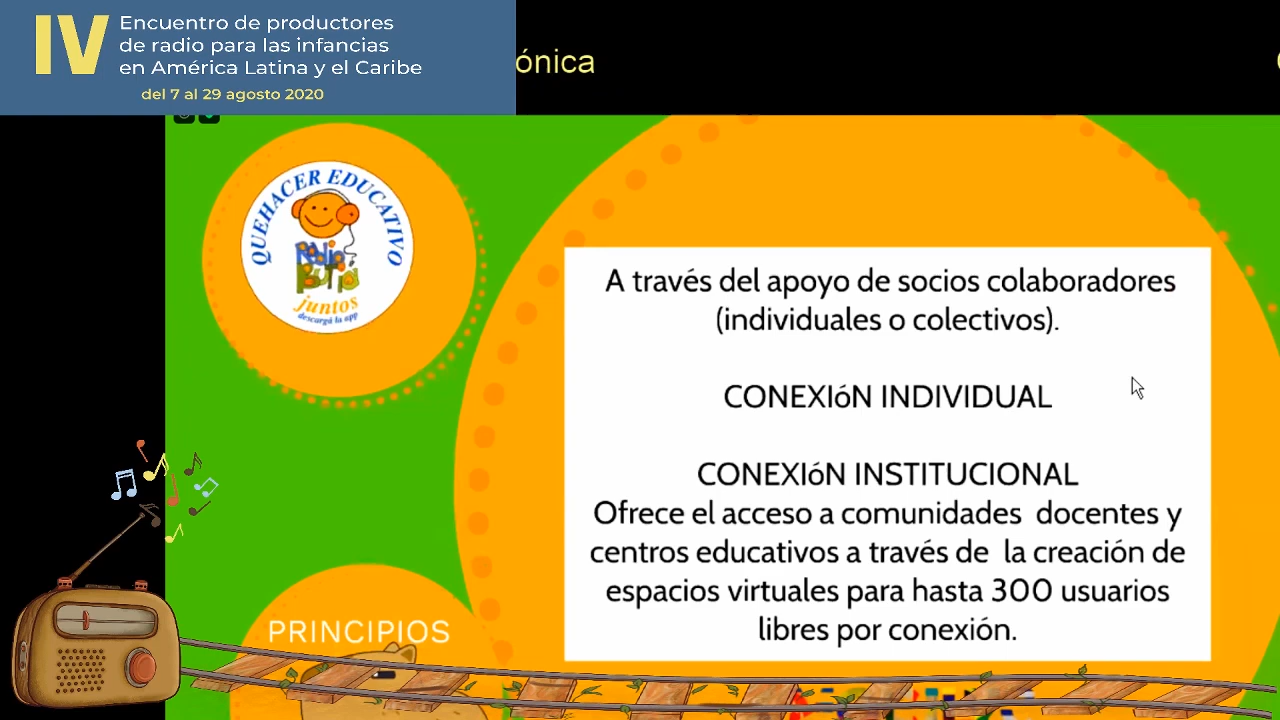 IV
Encuentro de productores
de radio para las infancias
en América Latina y el Caribe
del 7 al 29 agosto 2020
ónica
QUEHACER EDUCATIVO
juntos
descargá la app
A través del apoyo de socios colaboradores
(individuales o colectivos).
CONEXIóN INDIVIDUAL
CONEXIóN INSTITUCIONAL
Ofrece el acceso a comunidades docentes y
centros educativos a través de la creación de
espacios virtuales para hasta 300 usuarios
libres por conexión.
PRINCIPIOS